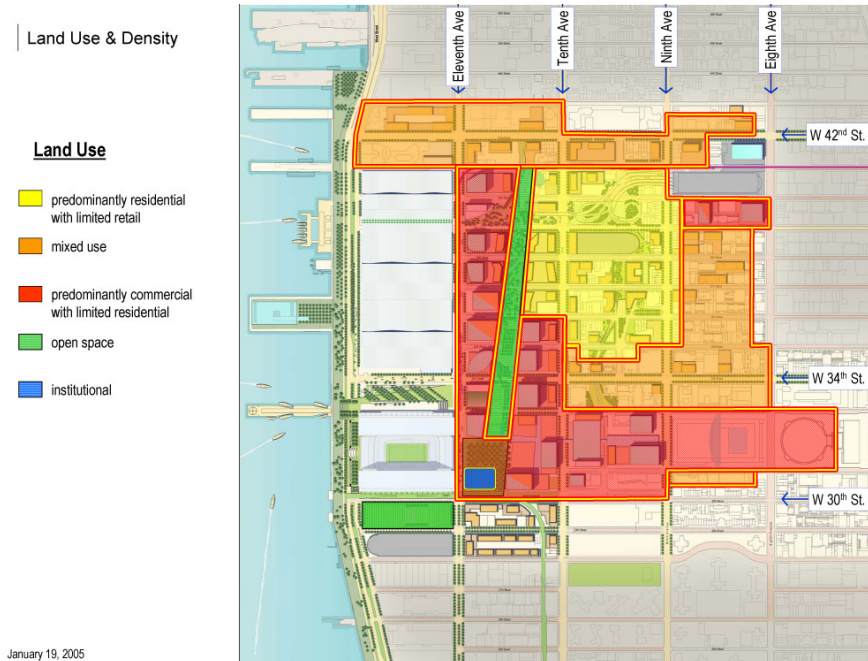 Land Use & Density
Land Use
predominantly residential
with limited retail
mixed use
predominantly commercial
with limited residential
open space
institutional
January 19, 2005
Eleventh Ave
Tenth Ave
Ninth Ave
Eighth Ave
W 42nd St.
W 34th St.
W 30th St.